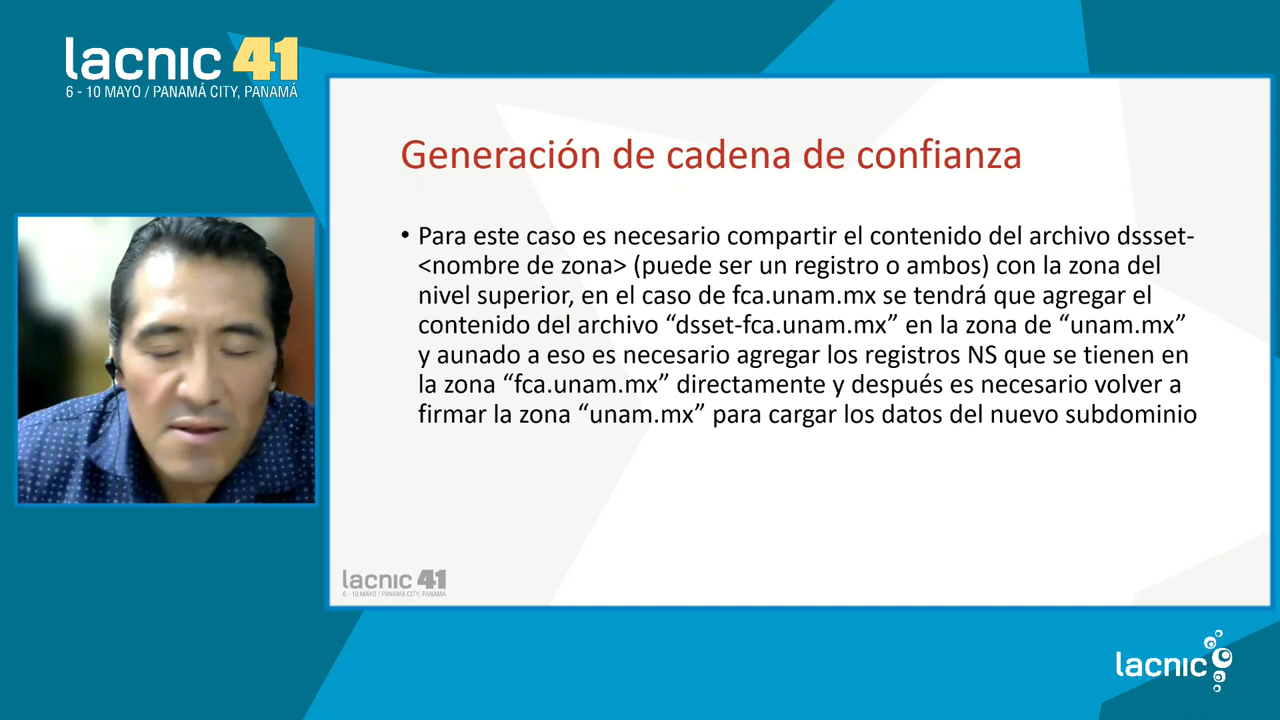 lacnic 41
6 - 10 MAYO / PANAMÁ CITY, PANAMÁ
Generación de cadena de confianza
• Para este caso es necesario compartir el contenido del archivo dssset-
<nombre de zona> (puede ser un registro o ambos) con la zona del
nivel superior, en el caso de fca.unam.mx se tendrá que agregar el
contenido del archivo “dsset-fca.unam.mx” en la zona de “unam.mx”
y aunado a eso es necesario agregar los registros NS que se tienen en
la zona “fca.unam.mx” directamente y después es necesario volver a
firmar la zona “unam.mx” para cargar los datos del nuevo subdominio
lacnic 41
6 - 10 MAYO / PANAMÁ CITY, PANAMÁ
lacnic